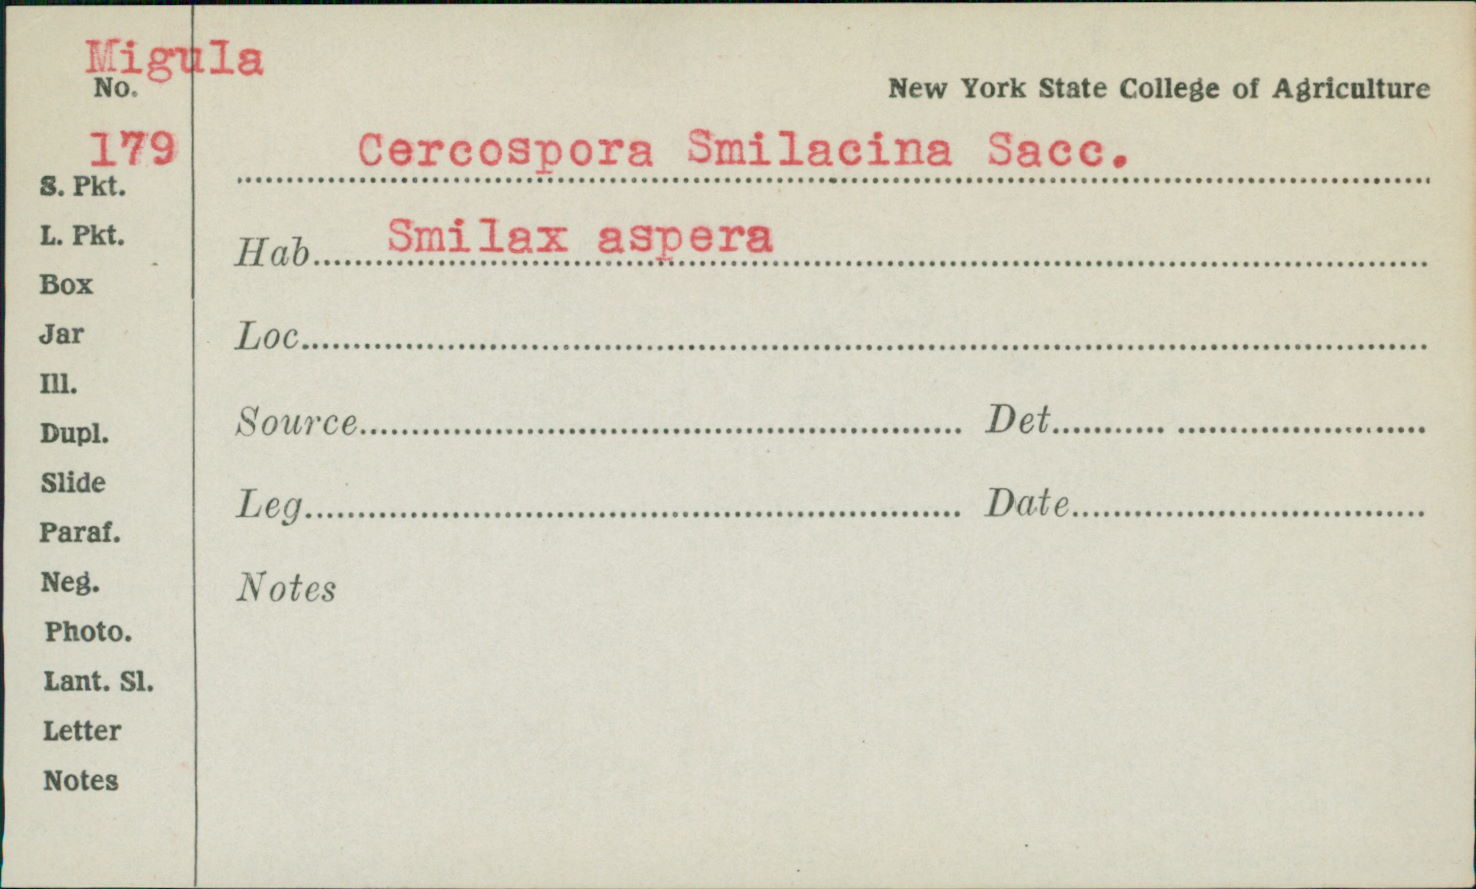 Migula
No.
New York State College of Agriculture
179
Cercospora Smilacina Sacc.
S. Pkt.
L. Pkt.
Hab. Smilax aspera
Box
Jar
Loc.
Ill.
Dupl.
Source Det.
Slide
Leg. Date
Paraf.
Neg.
Notes
Photo.
Lant. Sl.
Letter
Notes